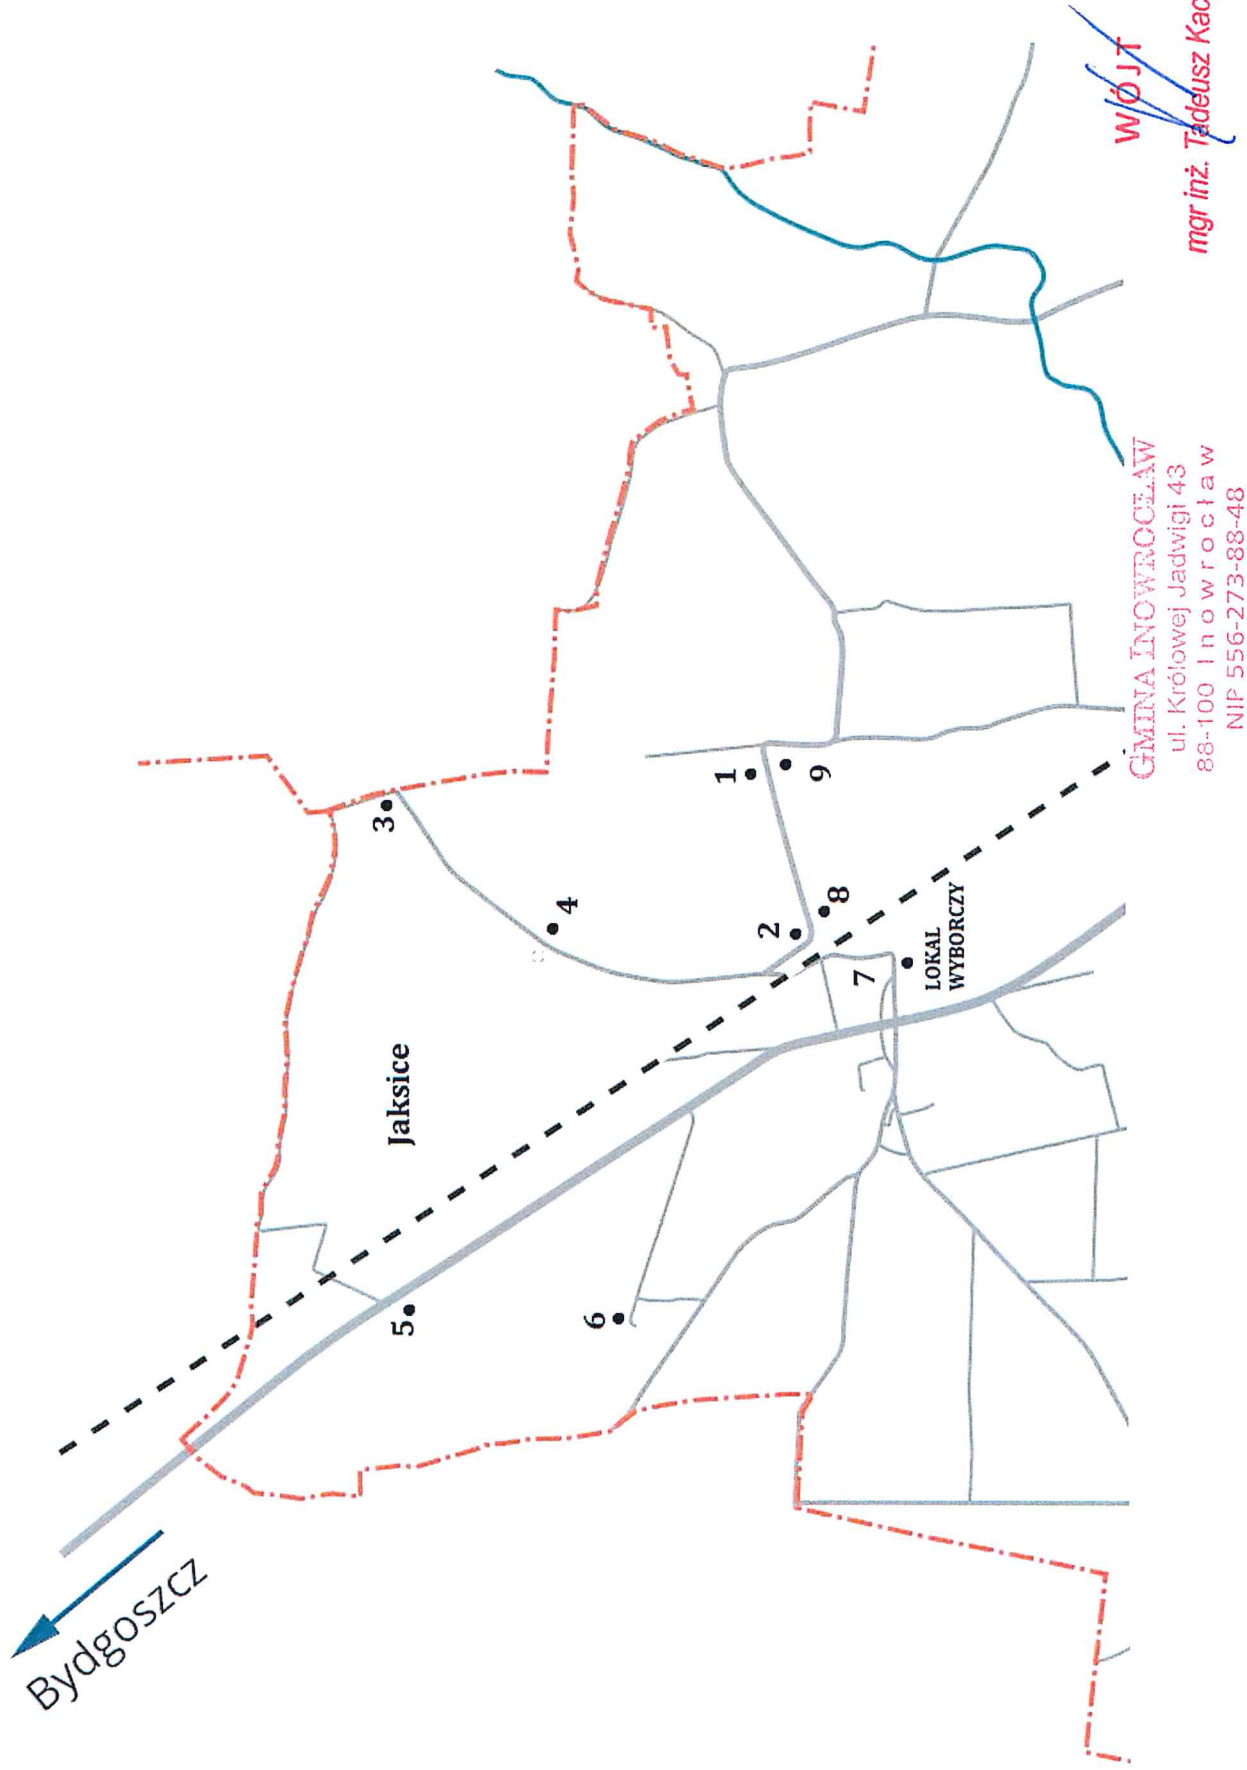 Bydgoszcz
Jaksice
5
6
3
4
1
9
2
8
7
LOKAL
WYBORCZY
GMINA INOWROCŁAW
ul. Królowej Jadwigi 43
88-100 Inowrocław
NIP 556-273-88-48
WÓJT
mgr inż. Tadeusz Kac